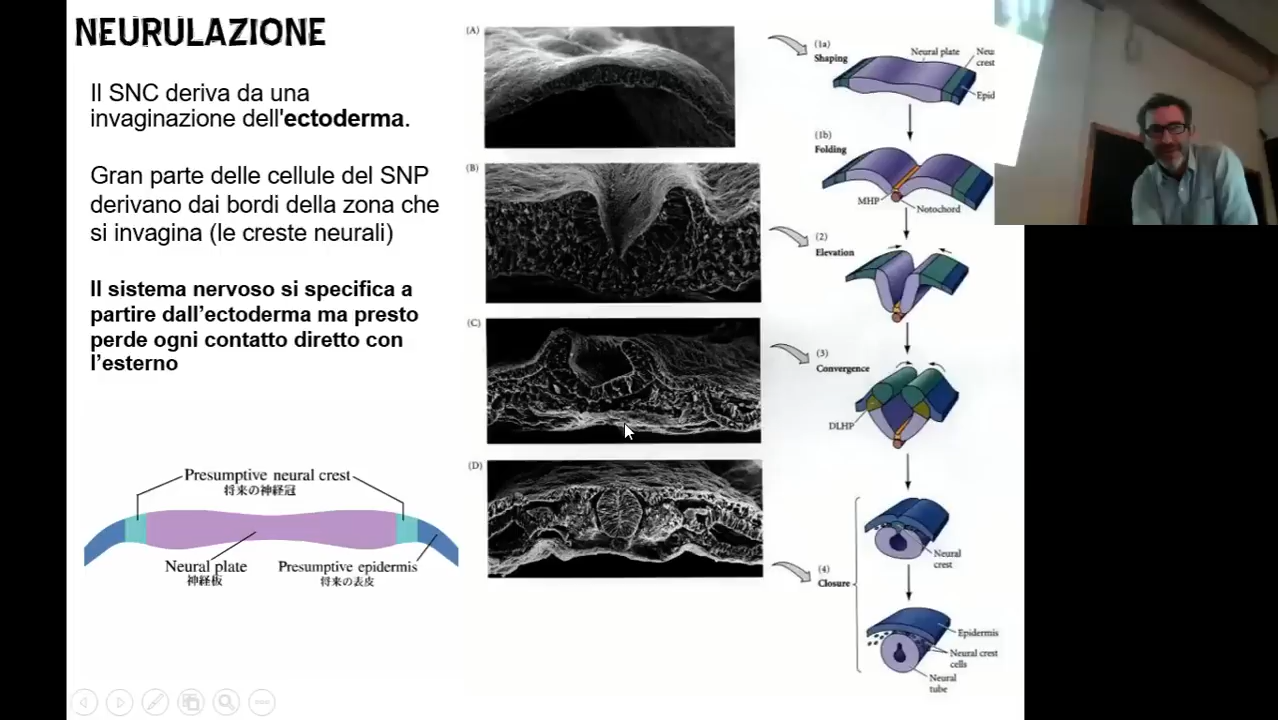 NEURULAZIONE
Il SNC deriva da una
invaginazione dell'ectoderma.
Gran parte delle cellule del SNP
derivano dai bordi della zona che
si invagina (le creste neurali)
Il sistema nervoso si specifica a
partire dall'ectoderma ma presto
perde ogni contatto diretto con
l'esterno
Presumptive neural crest
将来の神経冠
Neural plate
神経板
Presumptive epidermis
将来の表皮
(A)
(B)
(C)
(D)
(1a)
Shaping
Neural plate
Neu
crest
Epid
(1b)
Folding
MHP
Notochord
(2)
Elevation
(3)
Convergence
DLHP
(4)
Closure
Neural
crest
Epidermis
Neural crest
cells
Neural
tube